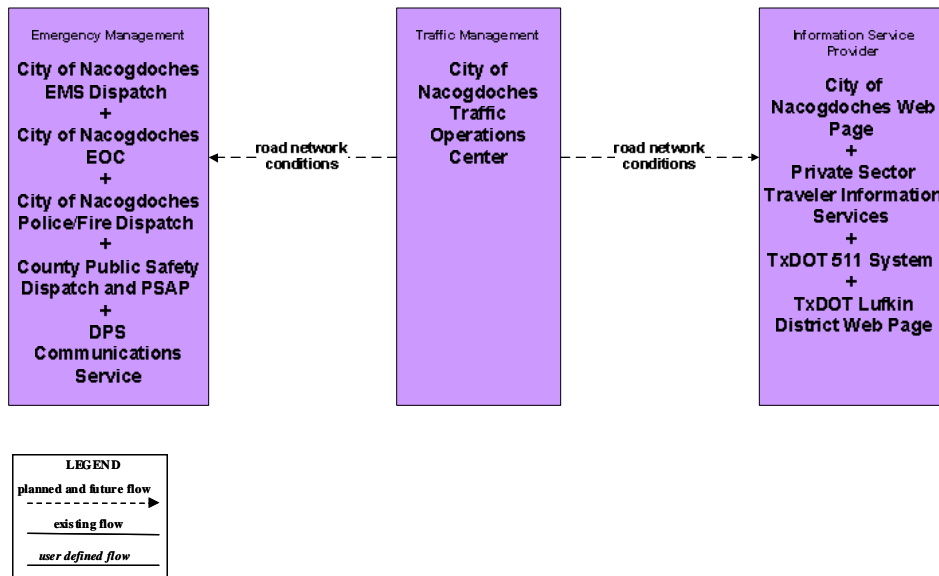 Emergency Management
City of Nacogdoches
EMS Dispatch
+
City of Nacogdoches
EOC
+
City of Nacogdoches
Police/Fire Dispatch
+
County Public Safety
Dispatch and PSAP
+
DPS
Communications
Service
road network
conditions
Traffic Management
City of
Nacogdoches
Traffic
Operations
Center
road network
conditions
Information Service
Provider
City of
Nacogdoches Web
Page
+
Private Sector
Traveler Information
Services
+
TxDOT 511 System
+
TxDOT Lufkin
District Web Page
LEGEND
planned and future flow
existing flow
user defined flow